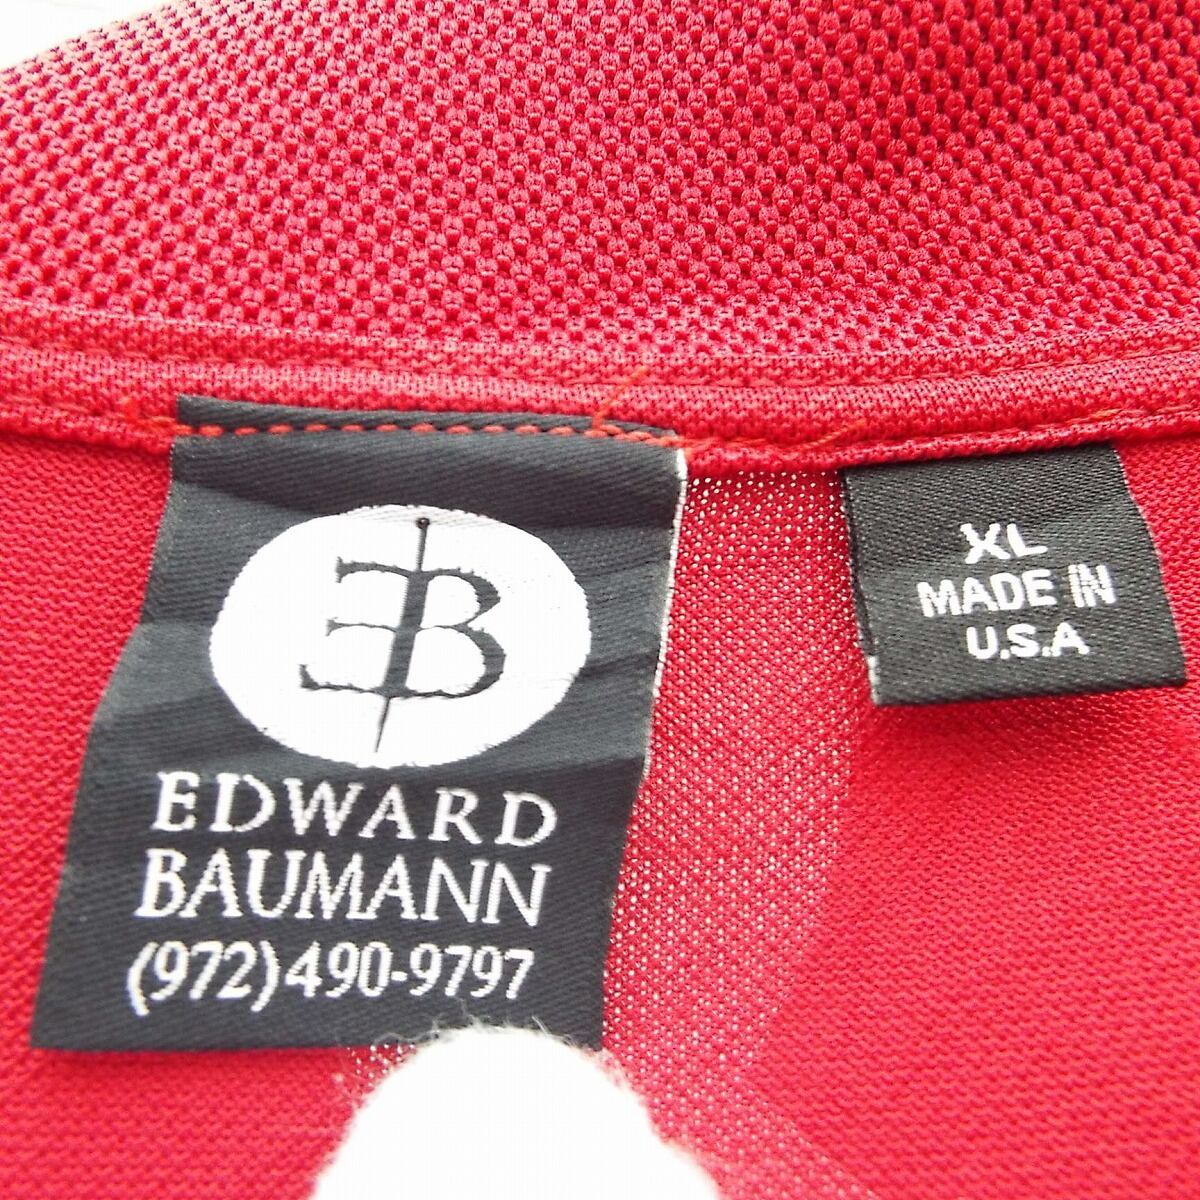 EB
EDWARD
BAUMANN
(972)490-9797
XL
MADE IN
U.S.A